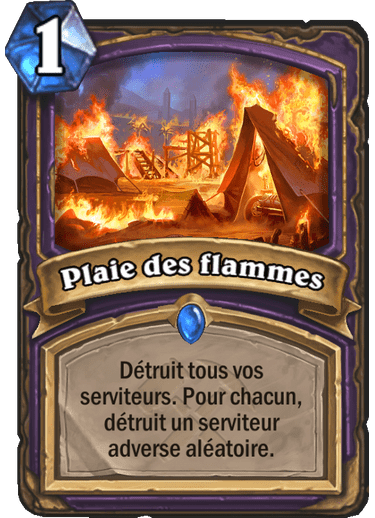 1
Plaie des flammes
Détruit tous vos
serviteurs. Pour chacun,
détruit un serviteur
adverse aléatoire.